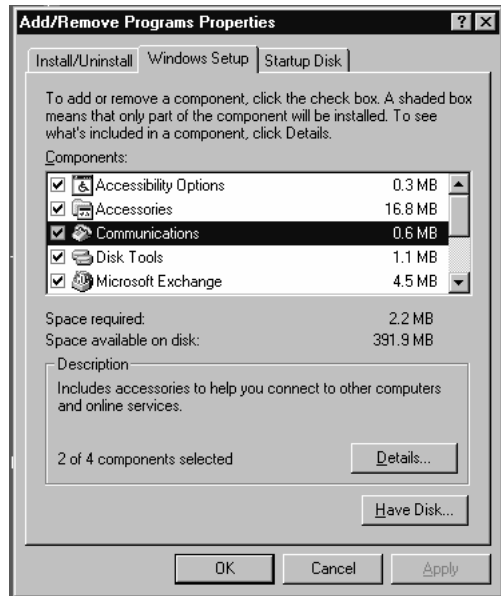 Add/Remove Programs Properties
Install/Uninstall Windows Setup Startup Disk
To add or remove a component, click the check box. A shaded box
means that only part of the component will be installed. To see
what's included in a component, click Details.
Components:
Accessibility Options 0.3 MB
Accessories 16.8 MB
Communications 0.6 MB
Disk Tools 1.1 MB
Microsoft Exchange 4.5 MB
Space required: 2.2 MB
Space available on disk: 391.9 MB
Description
Includes accessories to help you connect to other computers
and online services.
2 of 4 components selected Details...
Have Disk...
OK Cancel Apply